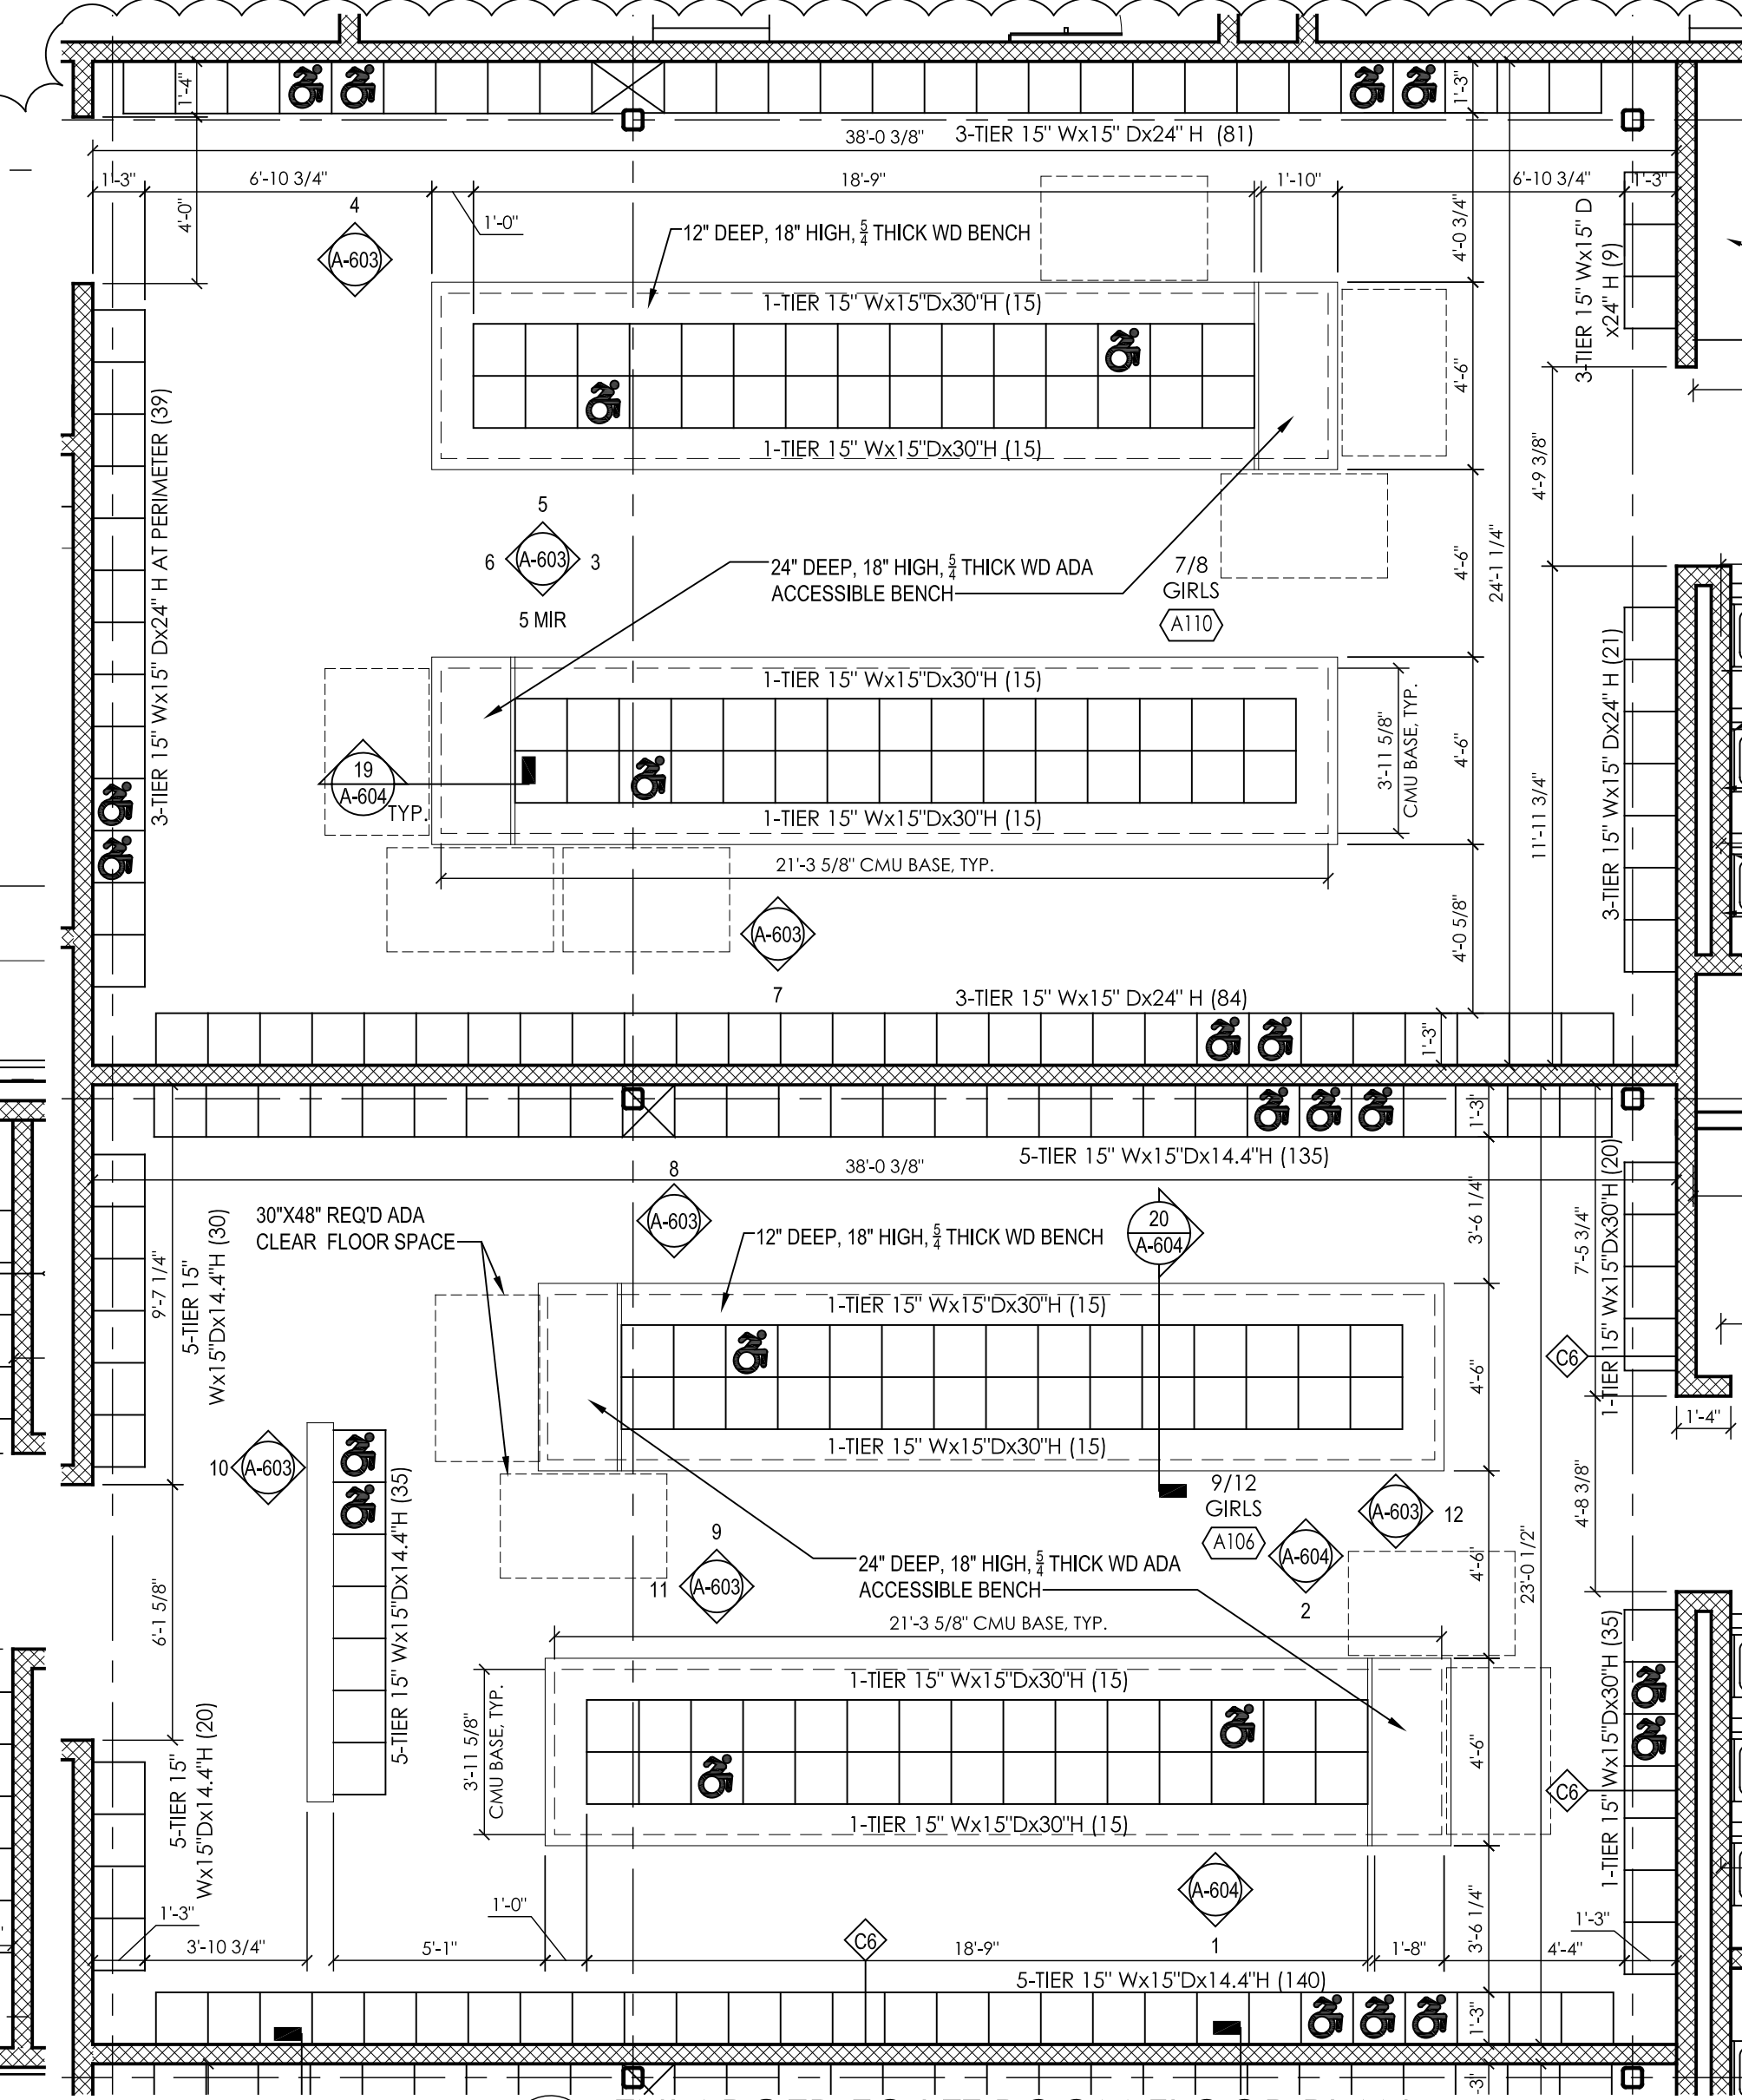 1'-4"
1'-3"
38'-0 3/8"
3-TIER 15" Wx15" Dx24" H (81)
1'-3"
6'-10 3/4"
18'-9"
1'-10"
6'-10 3/4"
1'-3"
4'-0"
1'-0"
4
A-603
12" DEEP, 18" HIGH, 5/4 THICK WD BENCH
4'-0 3/4"
3-TIER 15" Wx15" D
x24" H (9)
1-TIER 15" Wx15"Dx30"H (15)
1-TIER 15" Wx15"Dx30"H (15)
4'-6"
4'-9 3/8"
3-TIER 15" Wx15" Dx24" H AT PERIMETER (39)
5
6
A-603
3
5 MIR
24" DEEP, 18" HIGH, 5/4 THICK WD ADA
ACCESSIBLE BENCH
7/8
GIRLS
A110
4'-6"
24'-1 1/4"
1-TIER 15" Wx15"Dx30"H (15)
3'-11 5/8"
CMU BASE, TYP.
4'-6"
11'-11 3/4"
3-TIER 15" Wx15" Dx24" H (21)
19
A-604
TYP.
1-TIER 15" Wx15"Dx30"H (15)
21'-3 5/8" CMU BASE, TYP.
A-603
7
4'-0 5/8"
3-TIER 15" Wx15" Dx24" H (84)
1'-3"
1'-3"
5-TIER 15" Wx15"Dx14.4"H (135)
38'-0 3/8"
8
A-603
30"X48" REQ'D ADA
CLEAR FLOOR SPACE
12" DEEP, 18" HIGH, 5/4 THICK WD BENCH
20
A-604
3'-6 1/4"
7'-5 3/4"
1-TIER 15" Wx15"Dx30"H (20)
9'-7 1/4"
5-TIER 15"
Wx15"Dx14.4"H (30)
1-TIER 15" Wx15"Dx30"H (15)
4'-6"
C6
1'-4"
1-TIER 15" Wx15"Dx30"H (15)
10
A-603
5-TIER 15" Wx15"Dx14.4"H (35)
9/12
GIRLS
A106
A-603
12
4'-8 3/8"
9
11
A-603
24" DEEP, 18" HIGH, 5/4 THICK WD ADA
ACCESSIBLE BENCH
A-604
2
4'-6"
23'-0 1/2"
21'-3 5/8" CMU BASE, TYP.
6'-1 5/8"
5-TIER 15"
Wx15"Dx14.4"H (20)
3'-11 5/8"
CMU BASE, TYP.
1-TIER 15" Wx15"Dx30"H (15)
1-TIER 15" Wx15"Dx30"H (15)
4'-6"
C6
1-TIER 15" Wx15"Dx30"H (35)
A-604
1
1'-3"
3'-10 3/4"
5'-1"
1'-0"
C6
18'-9"
1'-8"
3'-6 1/4"
4'-4"
1'-3"
5-TIER 15" Wx15"Dx14.4"H (140)
1'-3"